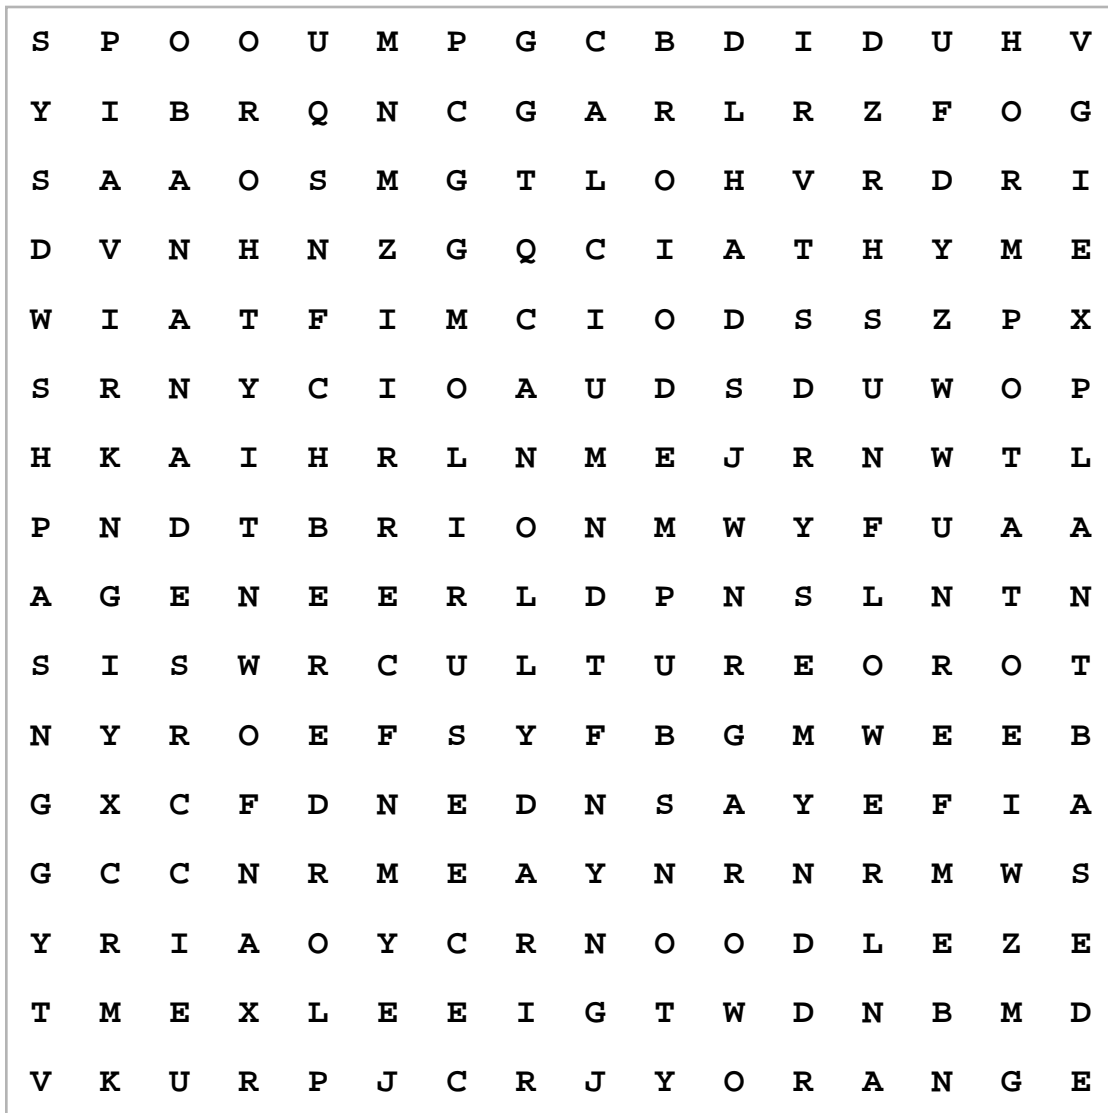 S P O O U M P G C B D I D U H V
Y I B R Q N C G A R L R Z F O G
S A A O S M G T L O H V R D R I
D V N H N Z G Q C I A T H Y M E
W I A T F I M C I O D S S Z P X
S R N Y C I O A U D S D U W O P
H K A I H R L N M E J R N W T L
P N D T B R I O N M W Y F U A A
A G E N E E R L D P N S L N T N
S I S W R C U L T U R E O R O T
N Y R O E F S Y F B G M W E E B
G X C F D N E D N S A Y E F I A
G C C N R M E A Y N R N R M W S
Y R I A O Y C R N O O D L E Z E
T M E X L E E I G T W D N B M D
V K U R P J C R J Y O R A N G E